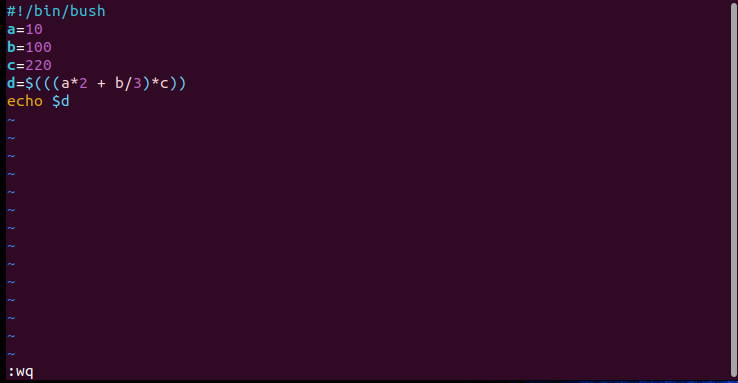 #!/bin/bush
a=10
b=100
c=220
d=$(((a*2 + b/3)*c))
echo $d
~
~
~
~
~
~
~
~
~
~
~
~
~
~
:wq